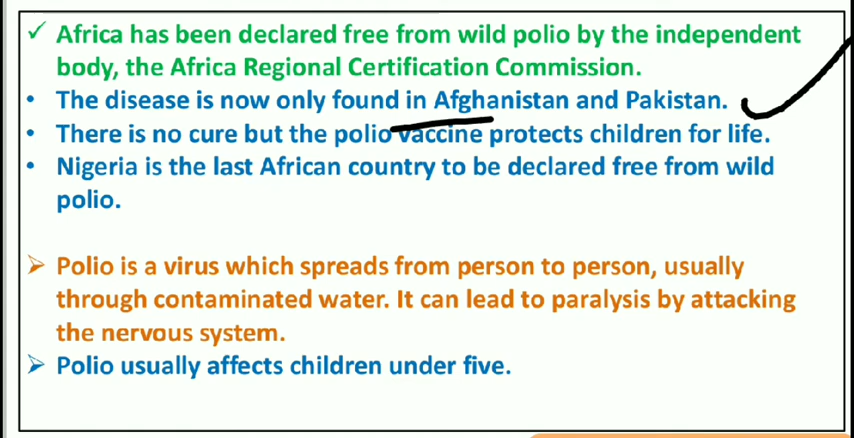 ✓ Africa has been declared free from wild polio by the independent
body, the Africa Regional Certification Commission.
• The disease is now only found in Afghanistan and Pakistan.
• There is no cure but the polio vaccine protects children for life.
• Nigeria is the last African country to be declared free from wild
polio.
➢ Polio is a virus which spreads from person to person, usually
through contaminated water. It can lead to paralysis by attacking
the nervous system.
➢ Polio usually affects children under five.